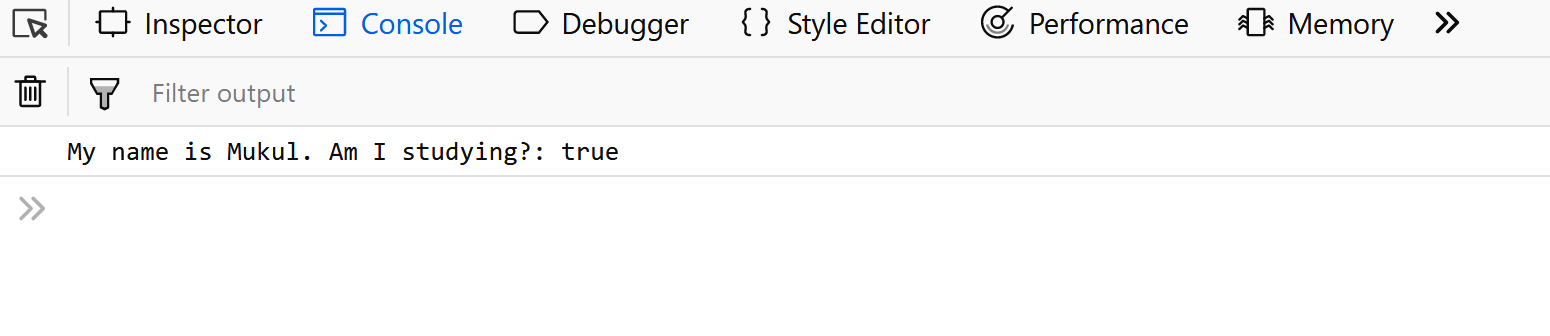 Inspector Console Debugger {} Style Editor Performance Memory
Filter output
My name is Mukul. Am I studying?: true